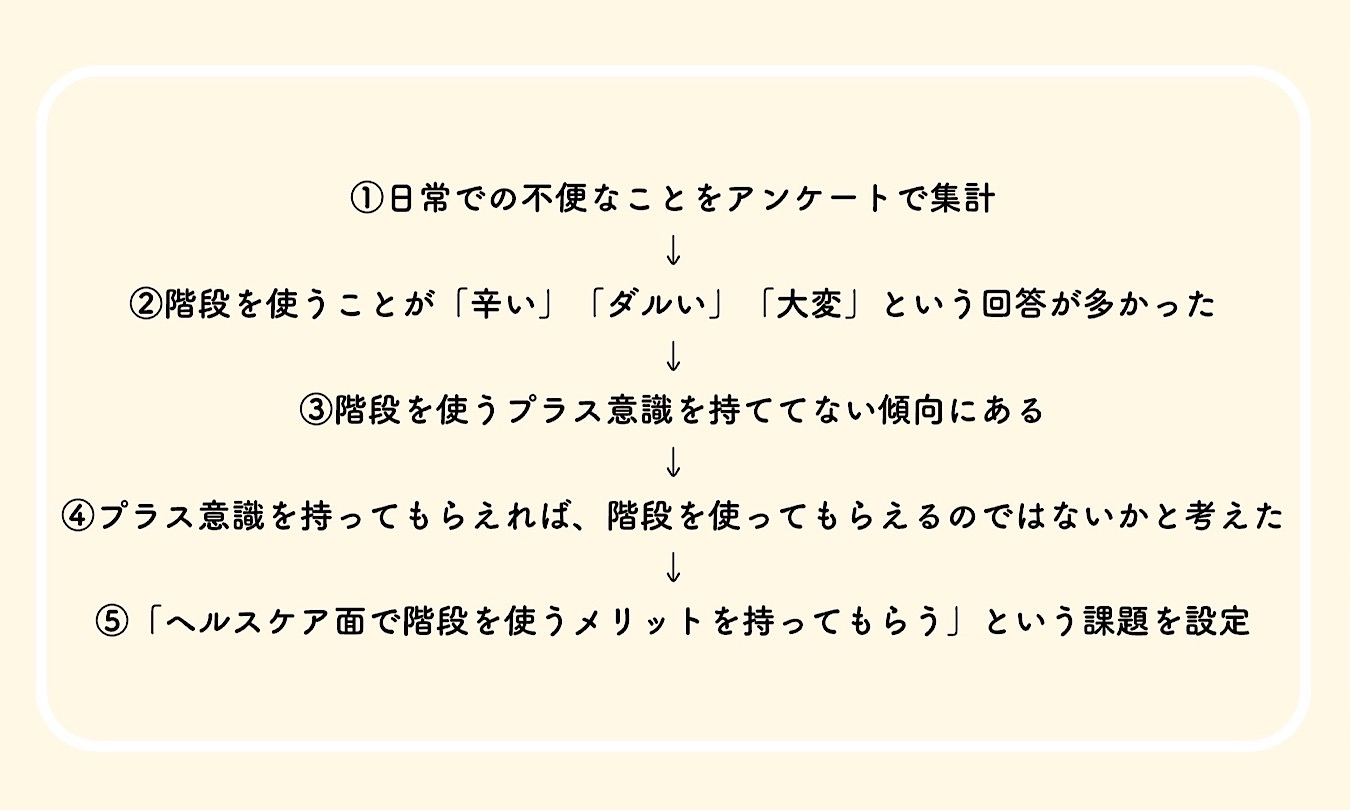 ①日常での不便なことをアンケートで集計
↓
②階段を使うことが「辛い」「ダルい」「大変」という回答が多かった
↓
③階段を使うプラス意識を持ててない傾向にある
↓
④プラス意識を持ってもらえれば、階段を使ってもらえるのではないかと考えた
↓
⑤「ヘルスケア面で階段を使うメリットを持ってもらう」という課題を設定